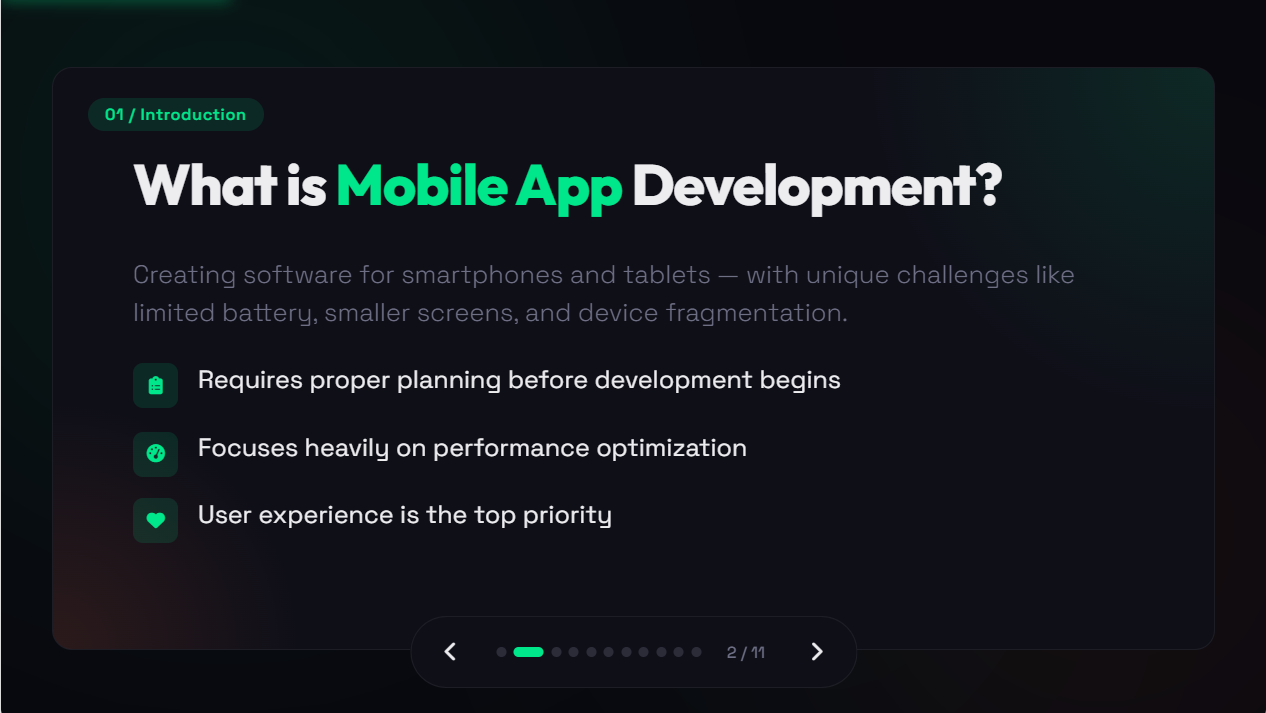 01 / Introduction
What is Mobile App Development?
Creating software for smartphones and tablets — with unique challenges like
limited battery, smaller screens, and device fragmentation.
Requires proper planning before development begins
Focuses heavily on performance optimization
User experience is the top priority
2 / 11